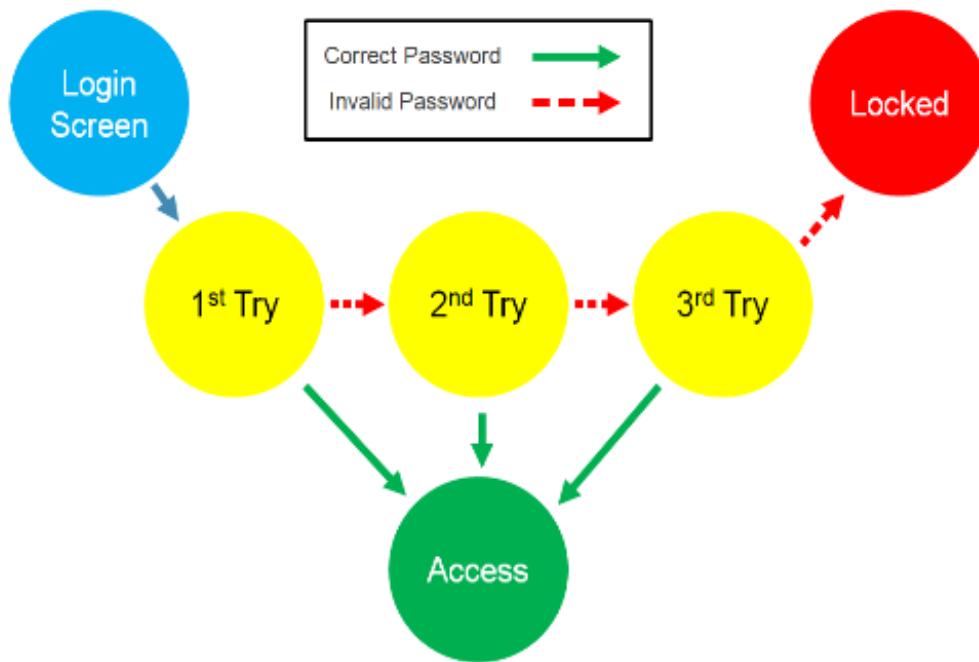 Login
Screen
Correct Password
Invalid Password
Locked
1st Try
2nd Try
3rd Try
Access